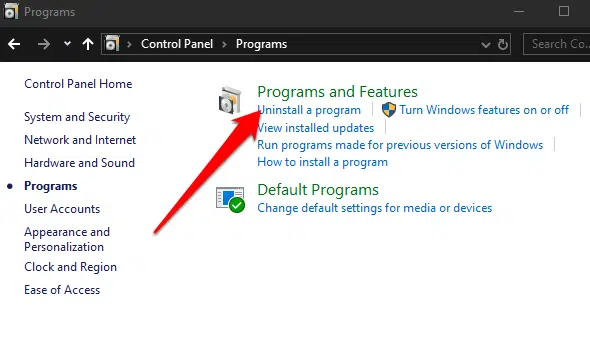 Programs
Control Panel Programs Search Co...
Control Panel Home
System and Security
Network and Internet
Hardware and Sound
Programs
User Accounts
Appearance and
Personalization
Clock and Region
Ease of Access
Programs and Features
Uninstall a program Turn Windows features on or off
View installed updates
Run programs made for previous versions of Windows
How to install a program
Default Programs
Change default settings for media or devices